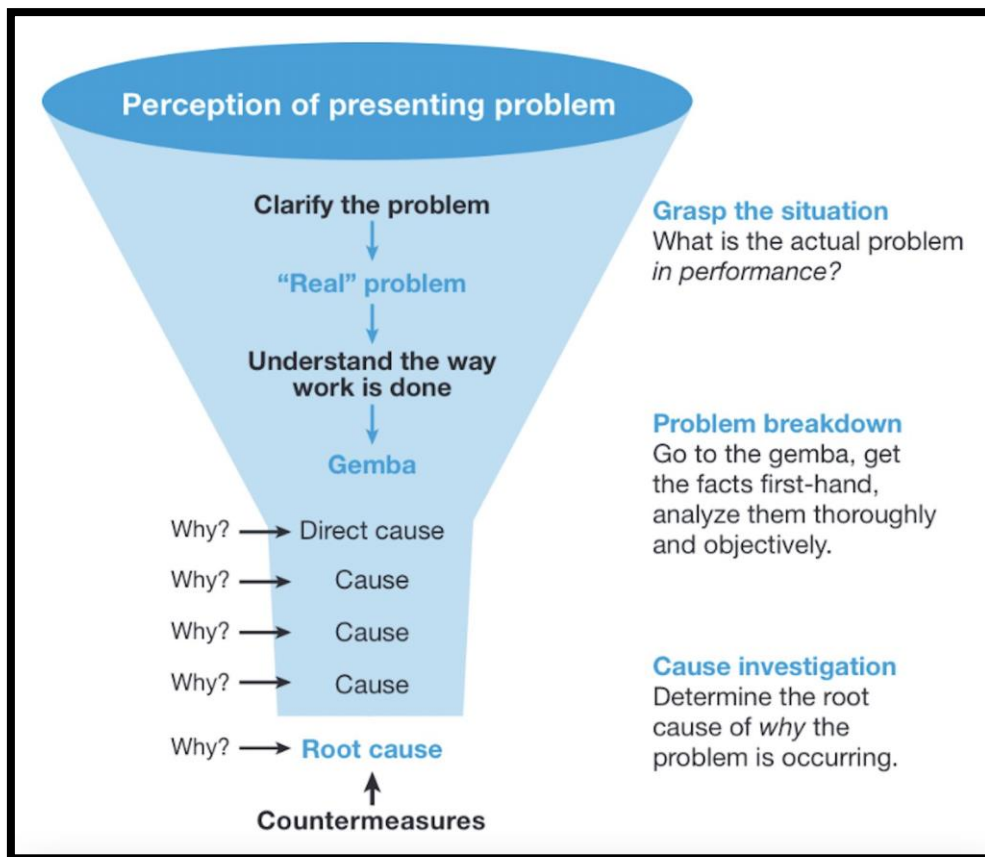 Perception of presenting problem
Clarify the problem
“Real” problem
Understand the way
work is done
Gemba
Why?
Direct cause
Why?
Cause
Why?
Cause
Why?
Cause
Why?
Root cause
Countermeasures
Grasp the situation
What is the actual problem
in performance?
Problem breakdown
Go to the gemba, get
the facts first-hand,
analyze them thoroughly
and objectively.
Cause investigation
Determine the root
cause of why the
problem is occurring.